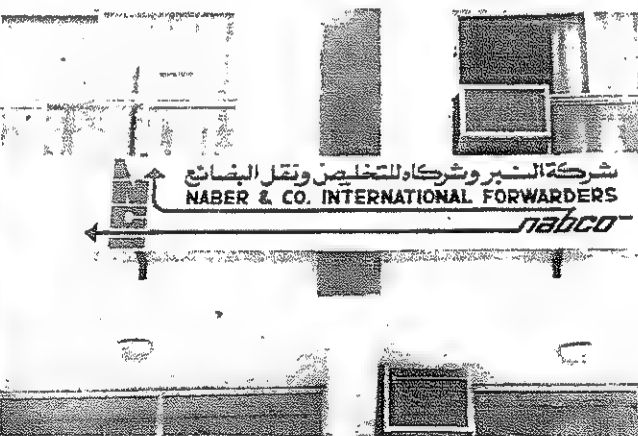 شركة النبر وشركاه للتخليص ونقل البضائع
NABER & CO. INTERNATIONAL FORWARDERS
nabco